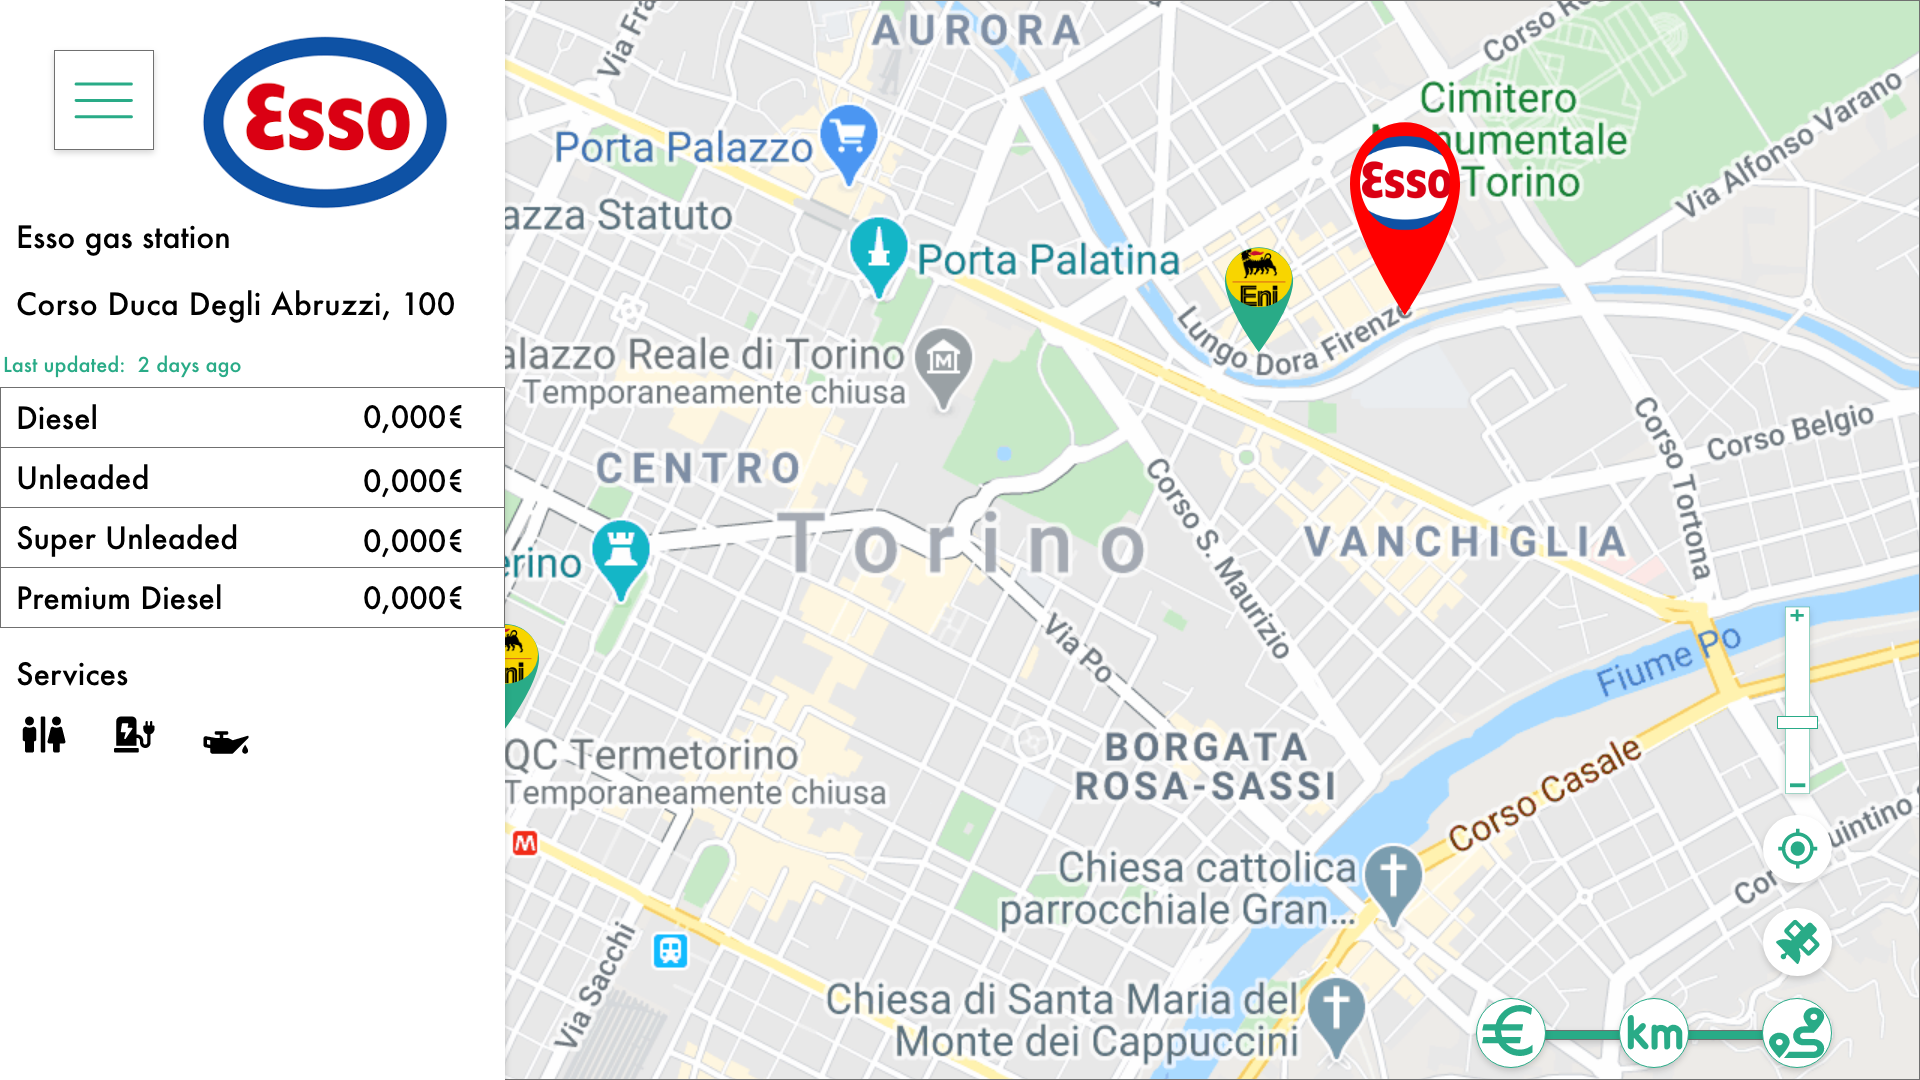 Esso
Esso gas station
Corso Duca Degli Abruzzi, 100
Last updated: 2 days ago
Diesel 0,000€
Unleaded 0,000€
Super Unleaded 0,000€
Premium Diesel 0,000€
Services
AURORA
Via Fra
Corso Re
Cimitero
Monumentale
Torino
Esso
Via Alfonso Varano
Porta Palazzo
azza Statuto
Porta Palatina
Eni
Lungo Dora Firenze
alazzo Reale di Torino
Temporaneamente chiusa
M
CENTRO
Torino
erino
Corso S. Maurizio
VANCHIGLIA
Corso Belgio
Corso Tortona
Via Po
Fiume Po
ni
QC Termetorino
Temporaneamente chiusa
BORGATA
ROSA-SASSI
M
Corso Casale
uintino
Cor
Chiesa cattolica
parrocchiale Gran...
Via Sacchi
Chiesa di Santa Maria del
Monte dei Cappuccini
+
−
€
km